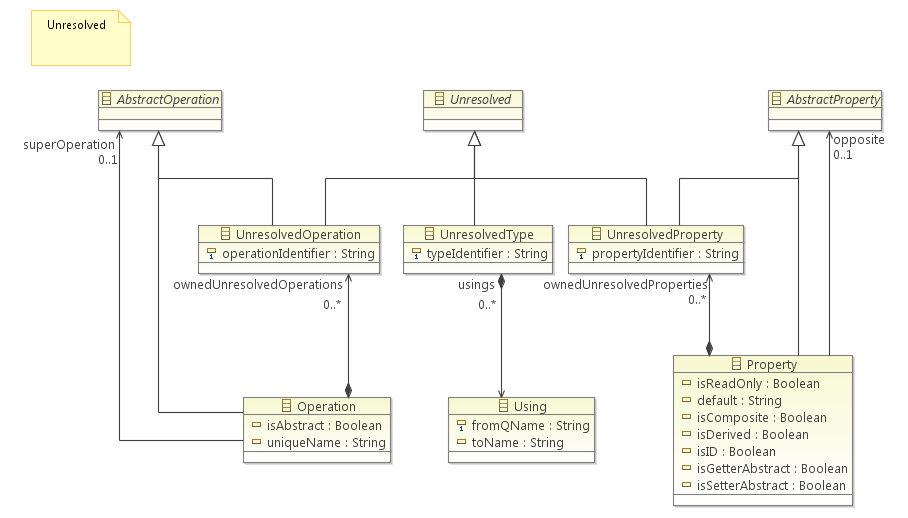 Unresolved
AbstractOperation
Unresolved
AbstractProperty
superOperation
0..1
opposite
0..1
UnresolvedOperation
operationIdentifier : String
UnresolvedType
typeIdentifier : String
UnresolvedProperty
propertyIdentifier : String
ownedUnresolvedOperations
0..*
usings
0..*
ownedUnresolvedProperties
0..*
Operation
isAbstract : Boolean
uniqueName : String
Using
fromQName : String
toName : String
Property
isReadOnly : Boolean
default : String
isComposite : Boolean
isDerived : Boolean
isID : Boolean
isGetterAbstract : Boolean
isSetterAbstract : Boolean